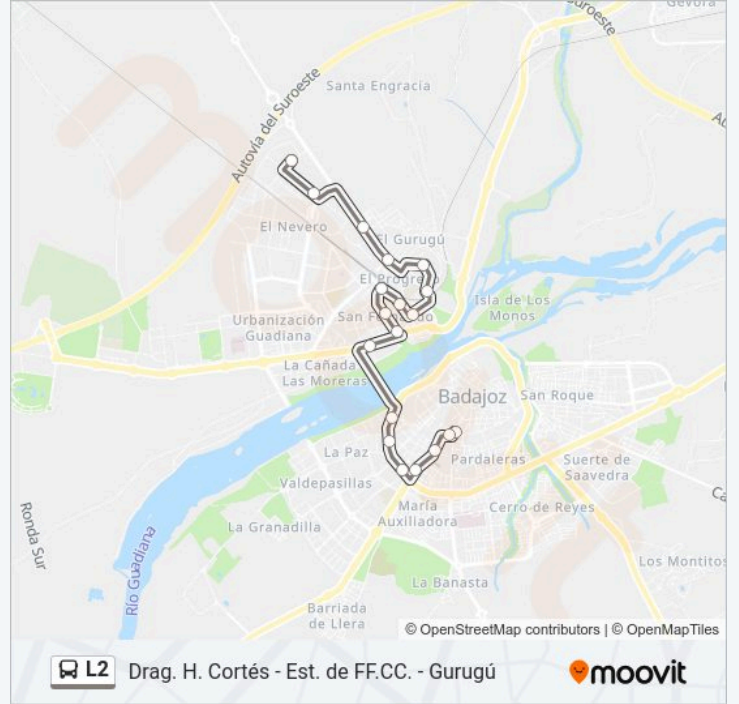 Gévora
Suroeste
Santa Engracia
Autovía del Suroeste
El Nevero
El Gurugú
El Progreso
Isla de Los
Monos
Urbanización
Guadiana
San Fernando
La Cañada
Las Moreras
Badajoz
San Roque
La Paz
Pardaleras
Suerte de
Saavedra
Valdepasillas
María
Auxiliadora
Cerro de Reyes
La Granadilla
Ronda Sur
Río Guadiana
La Banasta
Los Montitos
Barriada
de Llera
© OpenStreetMap contributors | © OpenMapTiles
L2 Drag. H. Cortés - Est. de FF.CC. - Gurugú
moovit